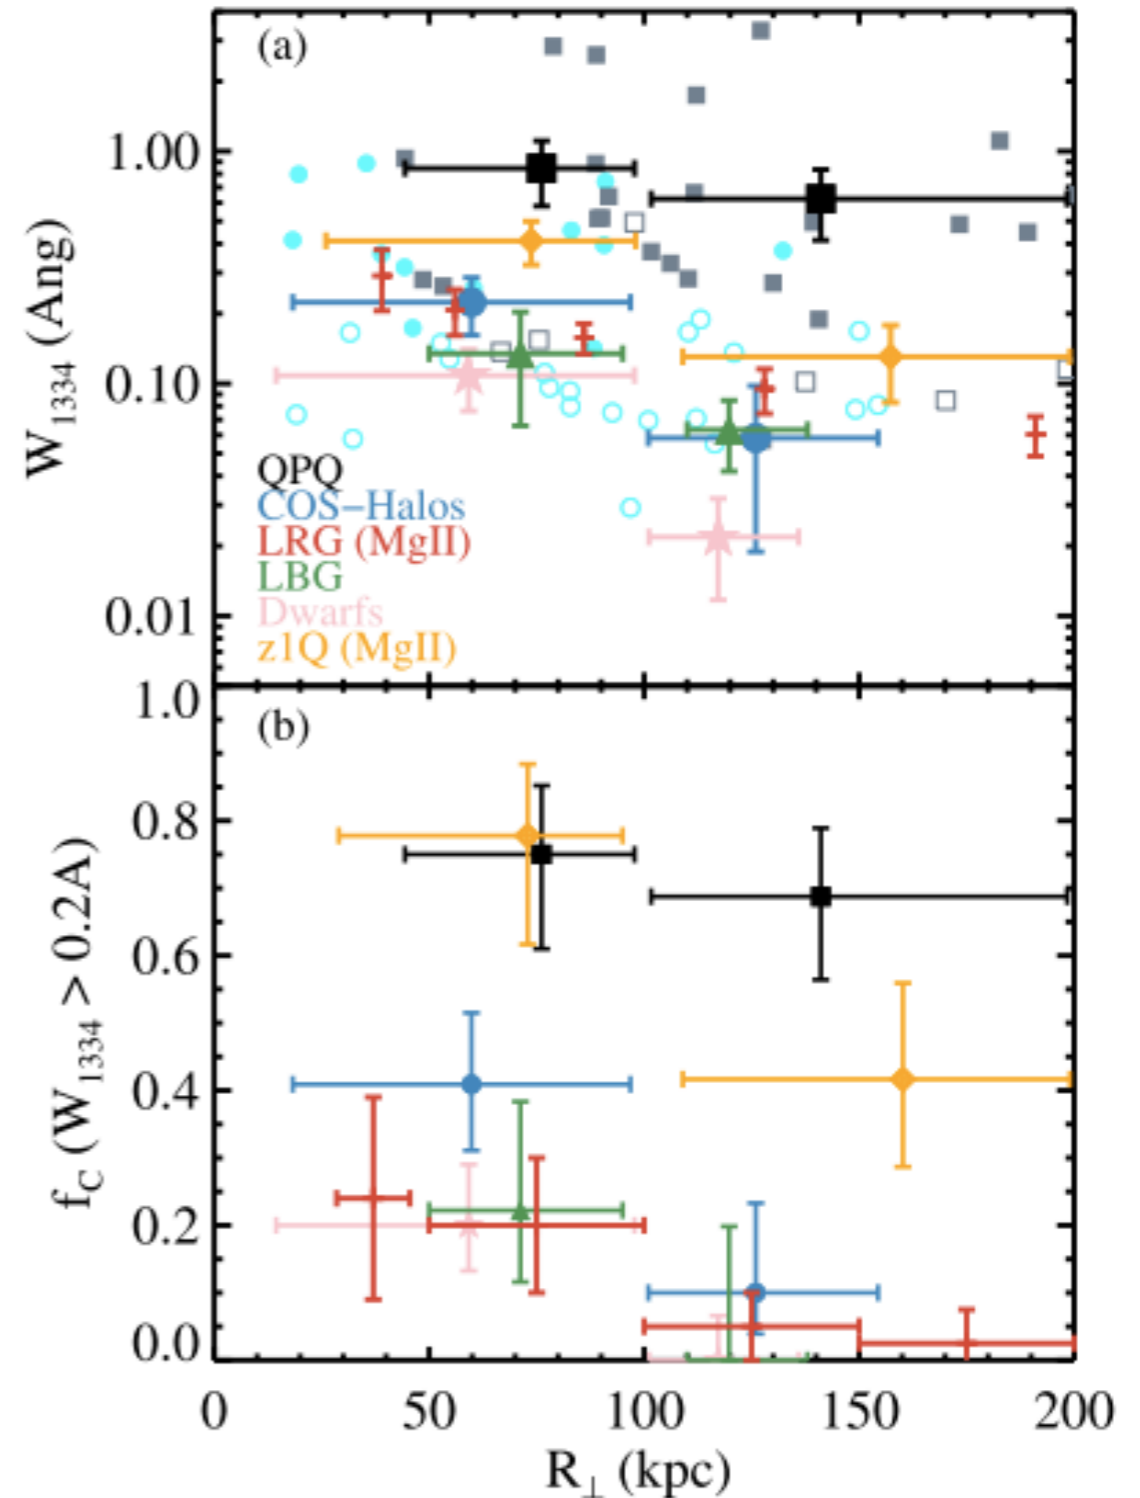 (a)
1.00
0.10
0.01
W1334 (Ang)
QPQ
COS-Halos
LRG (MgII)
LBG
Dwarfs
z1Q (MgII)
(b)
1.0
0.8
0.6
0.4
0.2
0.0
fC (W1334 > 0.2A)
0 50 100 150 200
R⊥ (kpc)